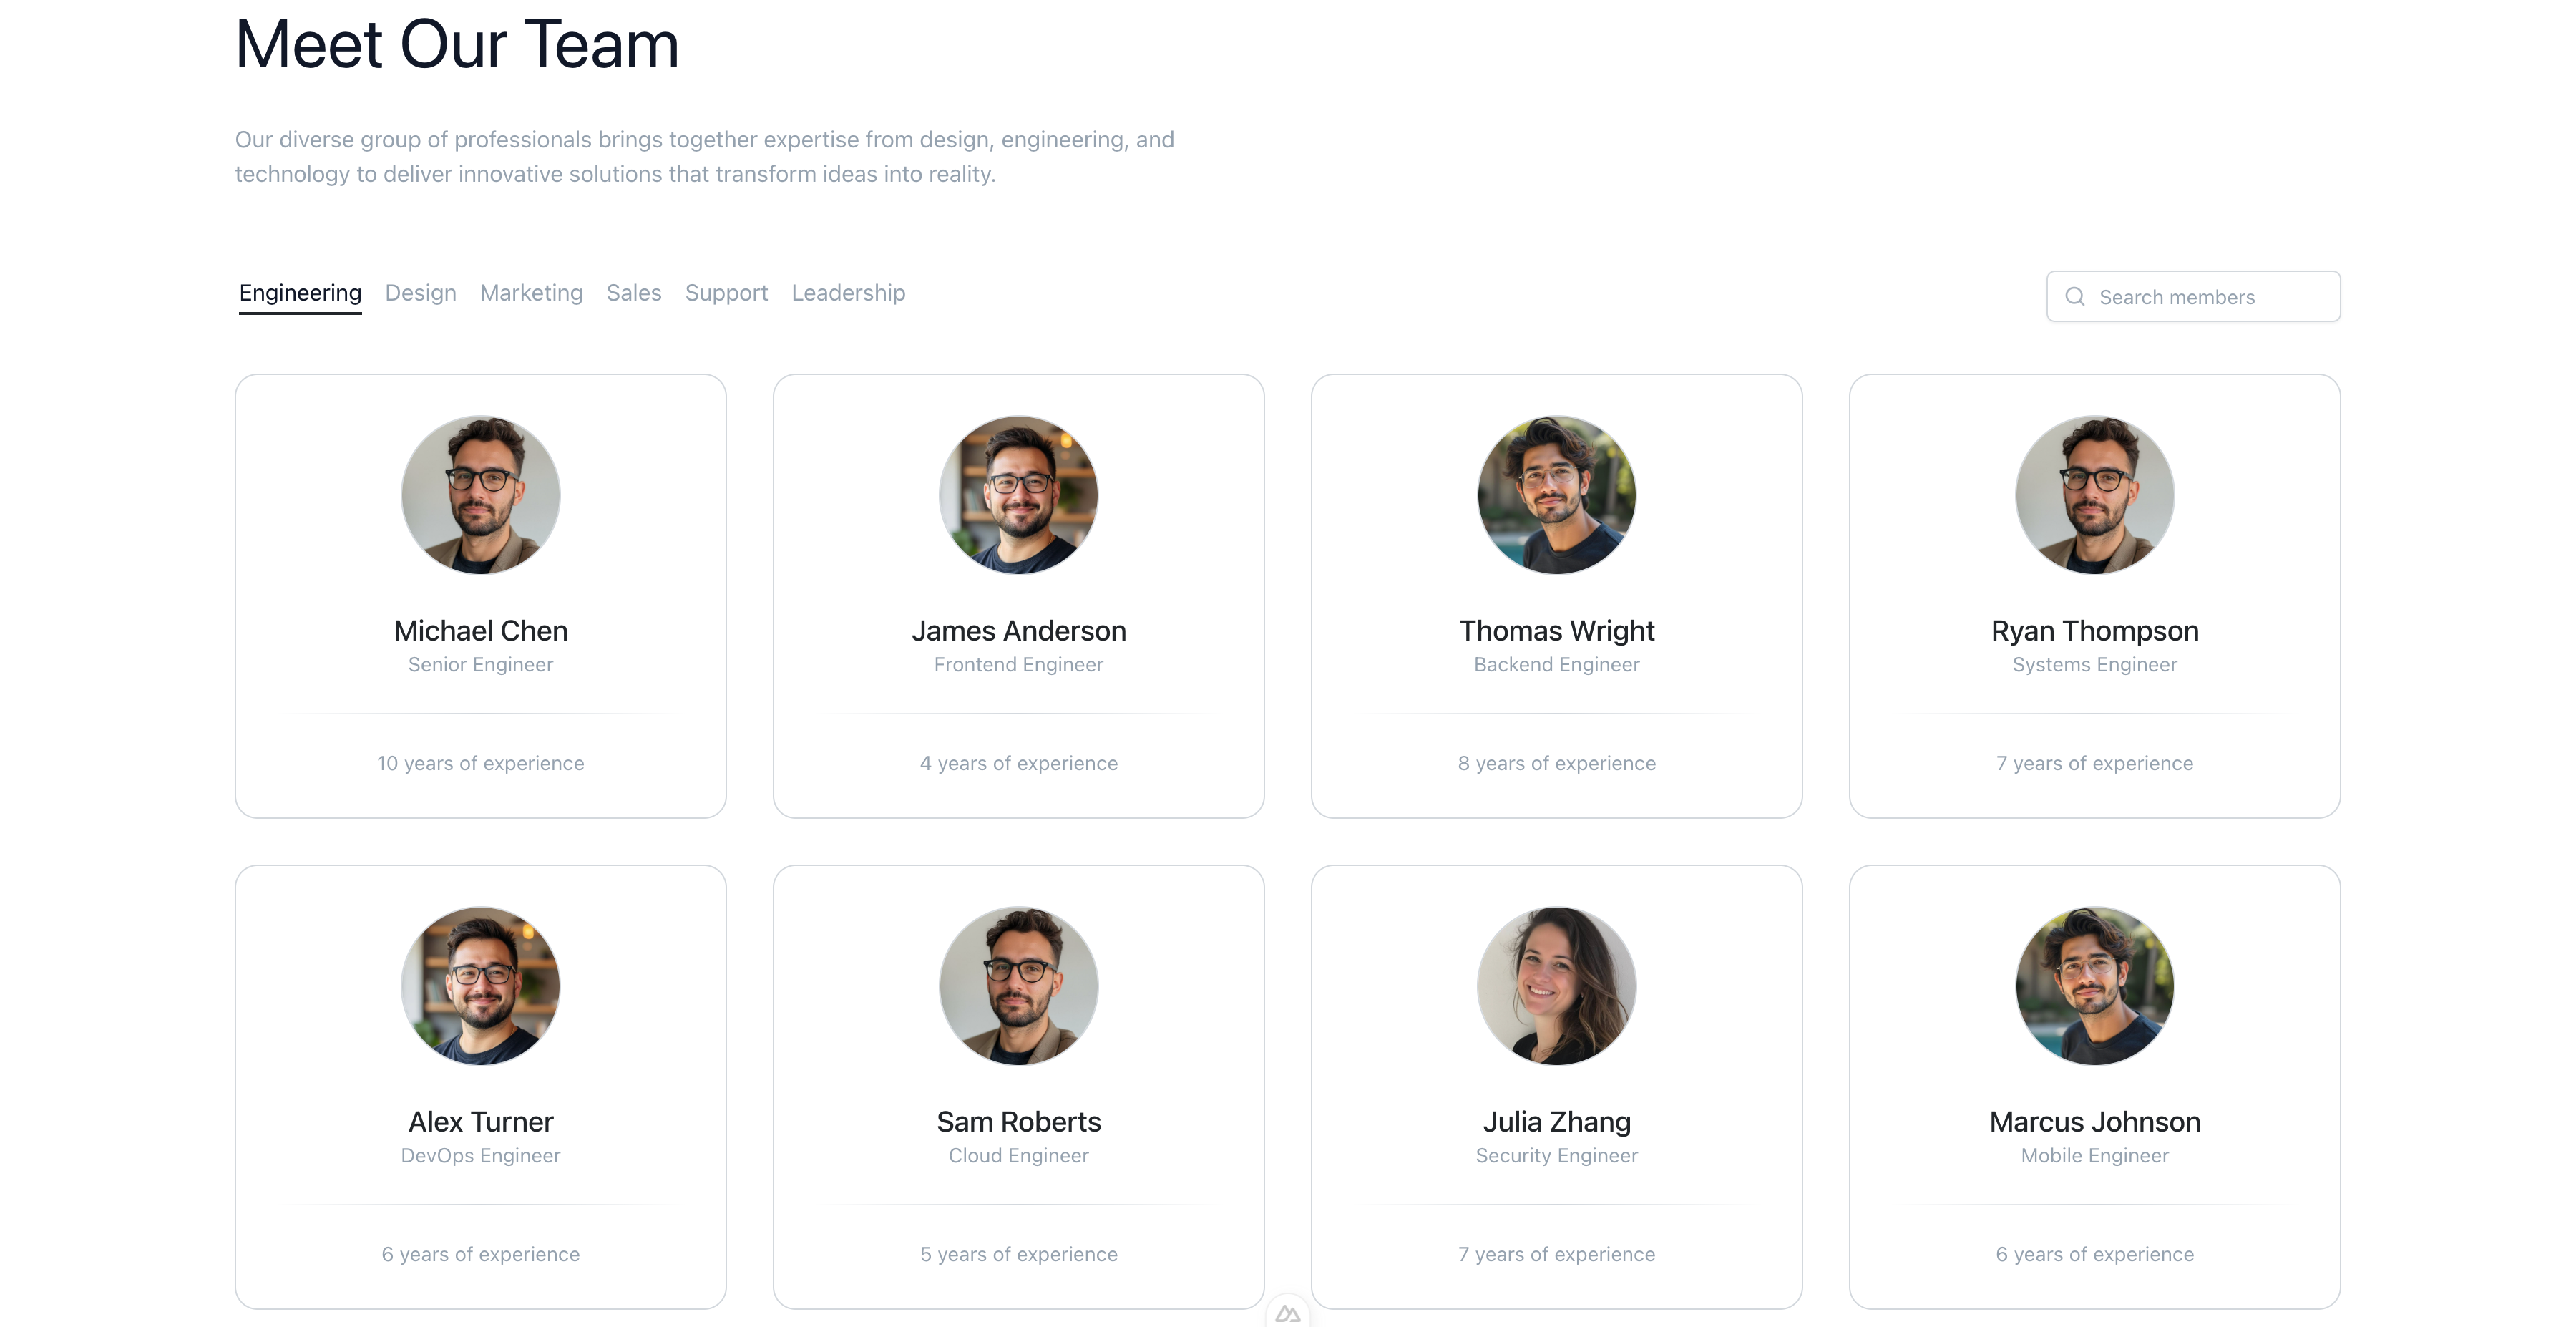 Meet Our Team
Our diverse group of professionals brings together expertise from design, engineering, and
technology to deliver innovative solutions that transform ideas into reality.
Engineering Design Marketing Sales Support Leadership
Search members
Michael Chen
Senior Engineer
10 years of experience
James Anderson
Frontend Engineer
4 years of experience
Thomas Wright
Backend Engineer
8 years of experience
Ryan Thompson
Systems Engineer
7 years of experience
Alex Turner
DevOps Engineer
6 years of experience
Sam Roberts
Cloud Engineer
5 years of experience
Julia Zhang
Security Engineer
7 years of experience
Marcus Johnson
Mobile Engineer
6 years of experience